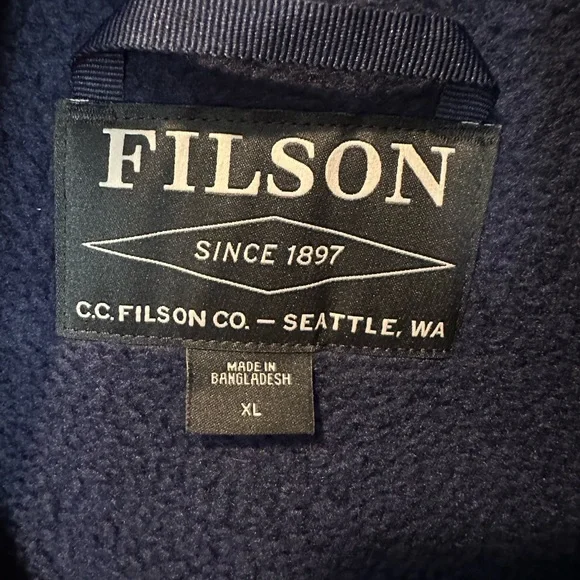 FILSON
SINCE 1897
C.C. FILSON CO. — SEATTLE, WA
MADE IN
BANGLADESH
XL